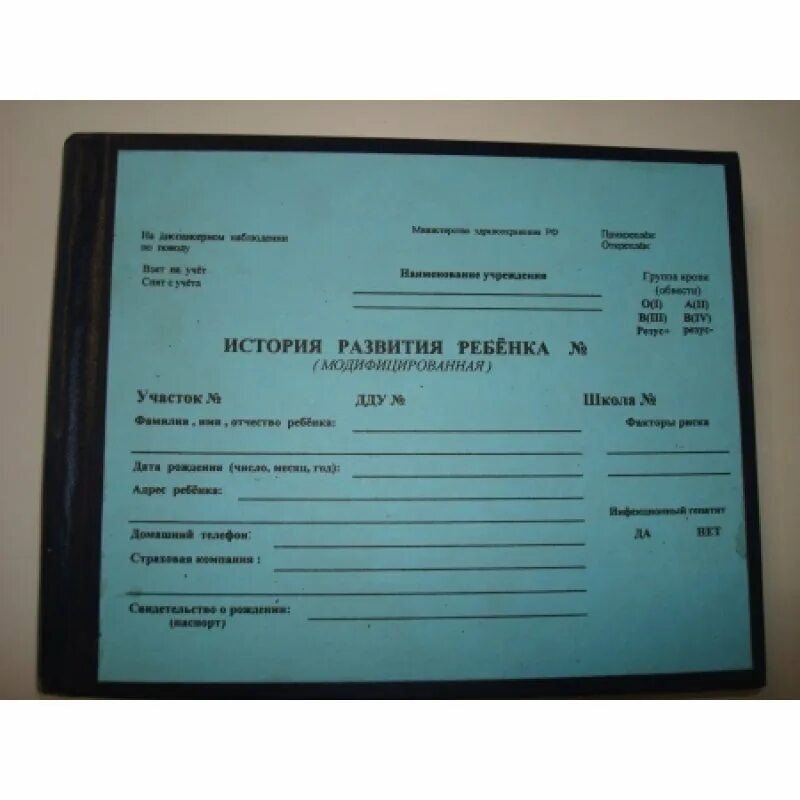 На диспансерном наблюдении
по поводу
Взят на учёт
Снят с учёта
Министерство здравоохранения РФ
Наименование учреждения
Прикреплён:
Откреплён:
Группа крови
(обвести)
О(I) А(II)
В(III) В(IV)
Резус+ резус-
ИСТОРИЯ РАЗВИТИЯ РЕБЁНКА №
(МОДИФИЦИРОВАННАЯ)
Участок № ДДУ № Школа №
Фамилия , имя , отчество ребёнка:
Факторы риска
Дата рождения (число, месяц, год):
Адрес ребёнка:
Инфекционный гепатит
ДА НЕТ
Домашний телефон:
Страховая компания :
Свидетельство о рождении:
(паспорт)